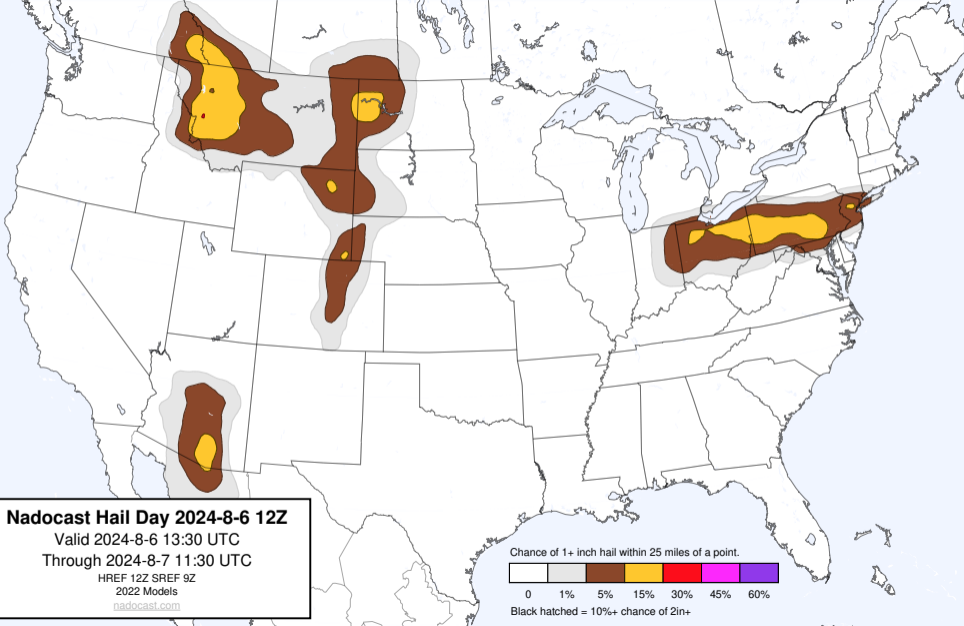 Nadocast Hail Day 2024-8-6 12Z
Valid 2024-8-6 13:30 UTC
Through 2024-8-7 11:30 UTC
HREF 12Z SREF 9Z
2022 Models
nadocast.com
Chance of 1+ inch hail within 25 miles of a point.
0 1% 5% 15% 30% 45% 60%
Black hatched = 10%+ chance of 2in+